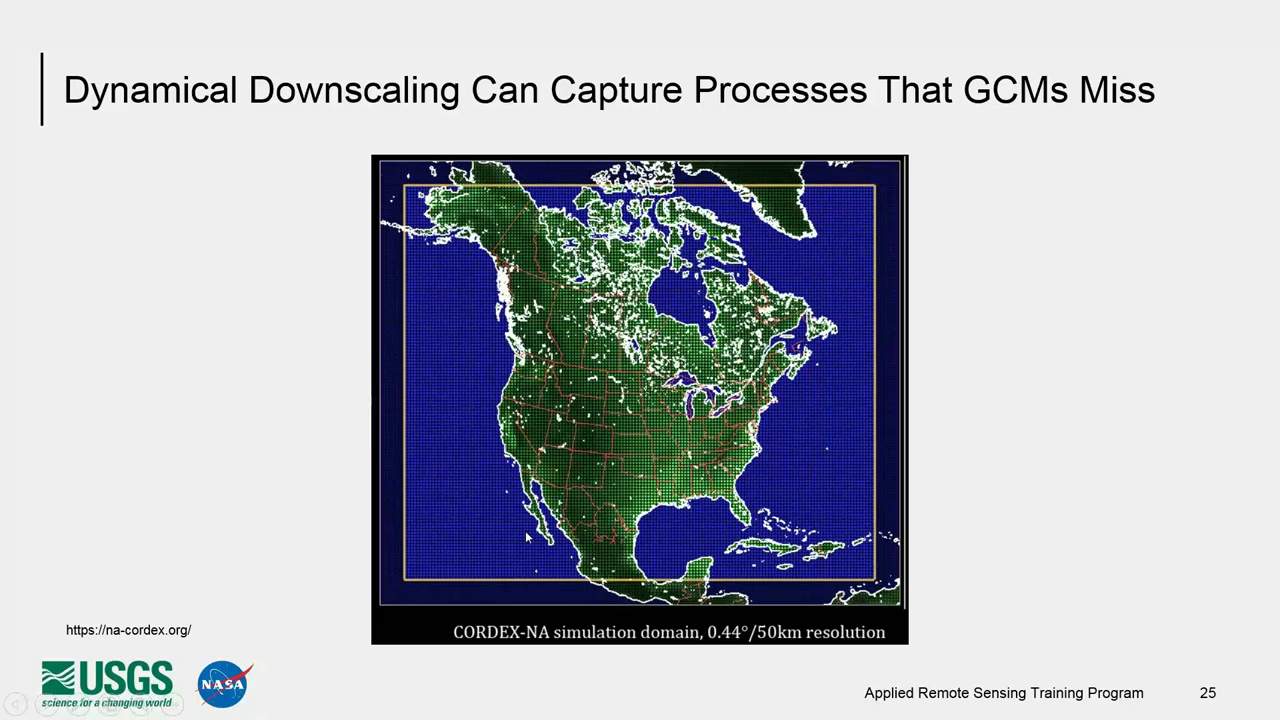 Dynamical Downscaling Can Capture Processes That GCMs Miss
CORDEX-NA simulation domain, 0.44°/50km resolution
https://na-cordex.org/
USGS
science for a changing world
NASA
Applied Remote Sensing Training Program
25